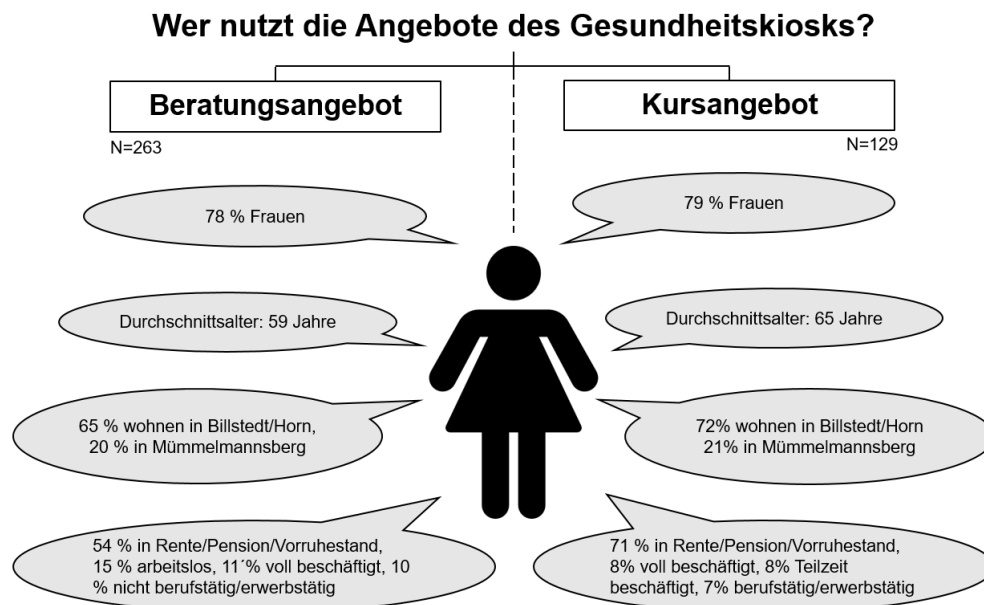 Wer nutzt die Angebote des Gesundheitskiosks?
Beratungsangebot
N=263
78 % Frauen
Durchschnittsalter: 59 Jahre
65 % wohnen in Billstedt/Horn,
20 % in Mümmelmannsberg
54 % in Rente/Pension/Vorruhestand,
15 % arbeitslos, 11´% voll beschäftigt, 10
% nicht berufstätig/erwerbstätig
Kursangebot
N=129
79 % Frauen
Durchschnittsalter: 65 Jahre
72% wohnen in Billstedt/Horn
21% in Mümmelmannsberg
71 % in Rente/Pension/Vorruhestand,
8% voll beschäftigt, 8% Teilzeit
beschäftigt, 7% berufstätig/erwerbstätig